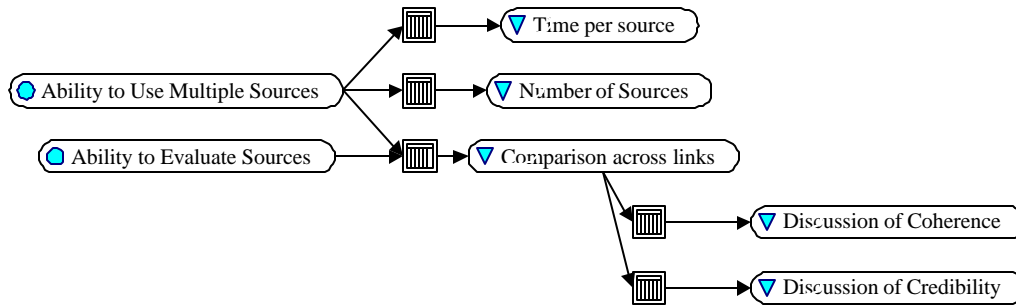 Time per source
Ability to Use Multiple Sources
Number of Sources
Ability to Evaluate Sources
Comparison across links
Discussion of Coherence
Discussion of Credibility